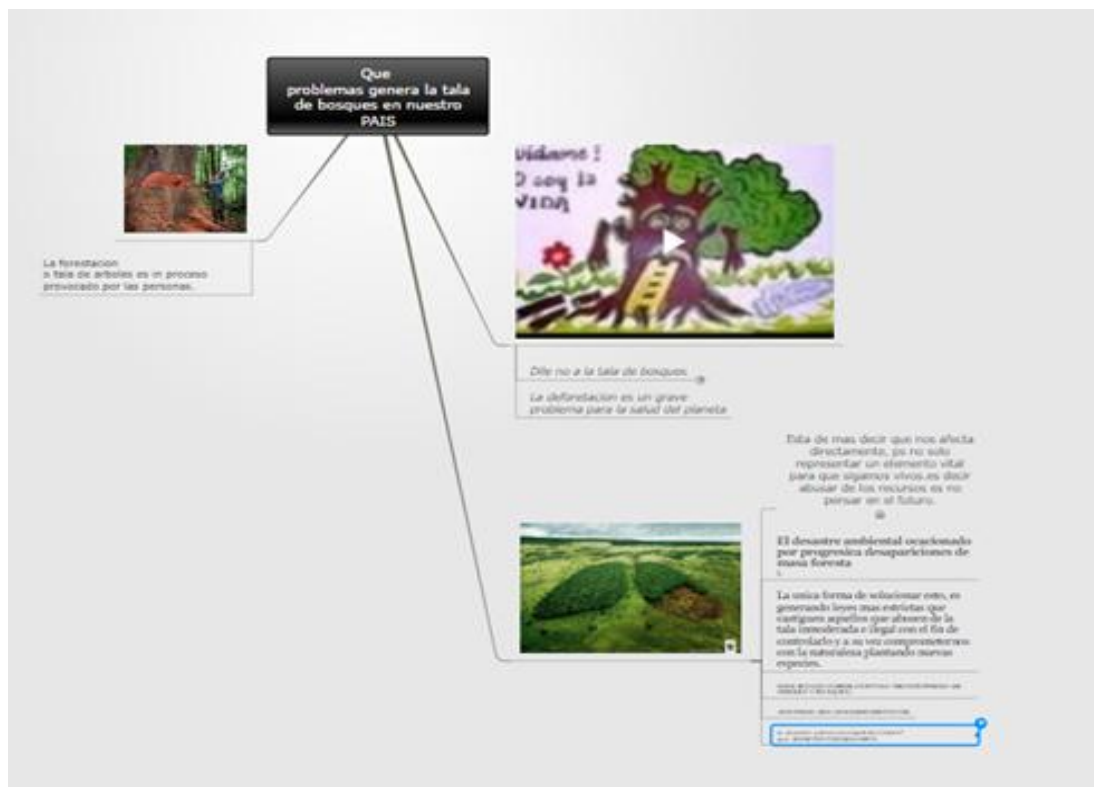 Que
problemas genera la tala
de bosques en nuestro
PAIS
La forestacion
o tala de arboles es in proceso
provocado por las personas.
vidame !
O soy la
VIDA
Dile no a la tala de bosques
La deforetacion es un grave
problema para la salud del planeta
Esta de mas decir que nos afecta
directamente, ps no solo
representar un elemento vital
para que sigamos vivos.es decir
abusar de los recursos es no
pensar en el futuro.
El desastre ambiental ocacionado
por progresica desapariciones de
masa foresta
La unica forma de solucionar esto, es
generando leyes mas estrictas que
castiguen aquellos que abusen de la
tala inmoderada e ilegal con el fin de
controlarlo y a su vez comprometernos
con la naturaleza plantando nuevas
especies.